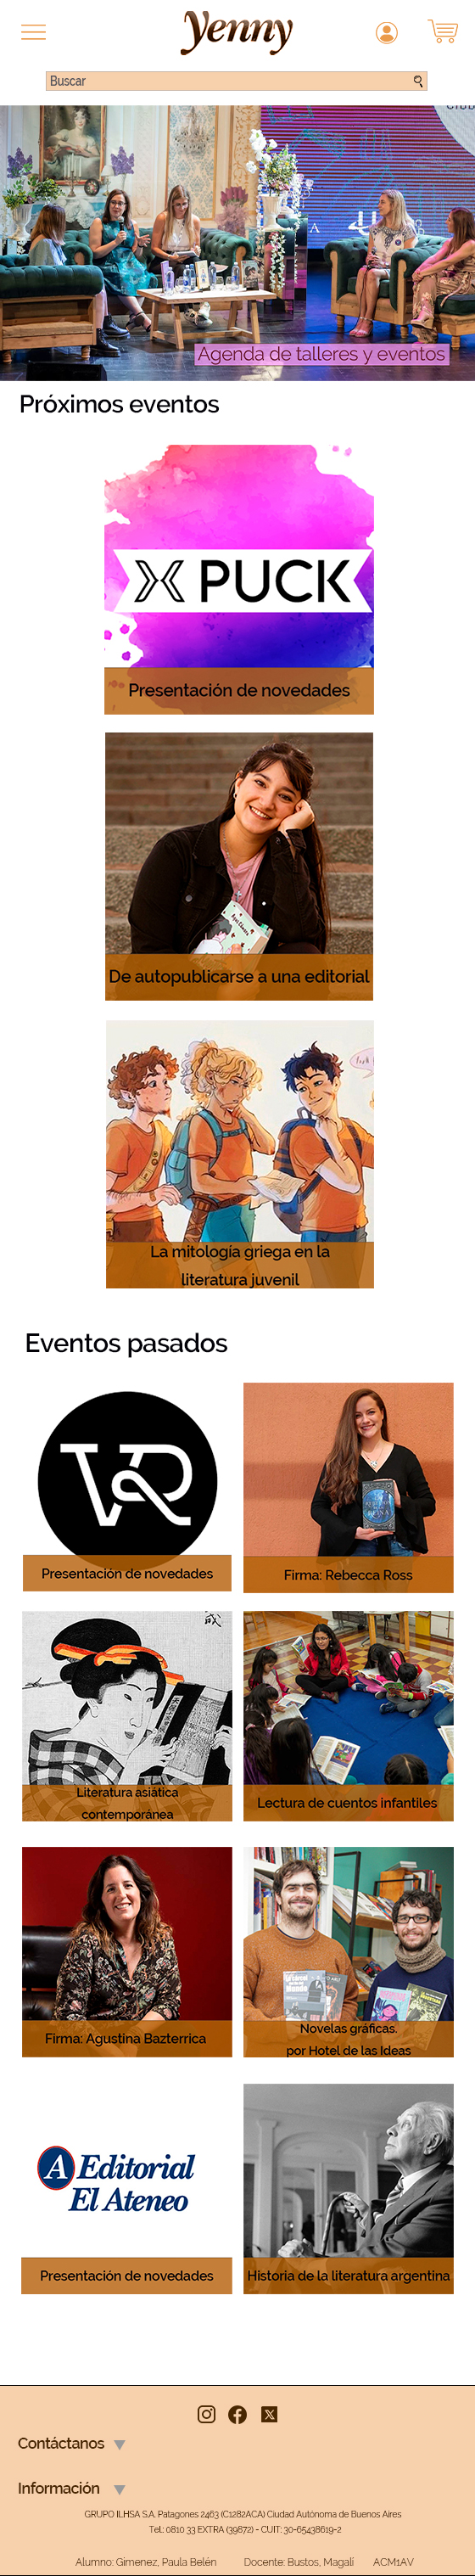 Yenny
Buscar
Agenda de talleres y eventos
Próximos eventos
PUCK
Presentación de novedades
De autopublicarse a una editorial
La mitología griega en la
literatura juvenil
Eventos pasados
VR
Presentación de novedades
Firma: Rebecca Ross
Literatura asiática
contemporánea
Lectura de cuentos infantiles
Firma: Agustina Bazterrica
Novelas gráficas.
por Hotel de las Ideas
A Editorial
El Ateneo
Presentación de novedades
Historia de la literatura argentina
Contáctanos
Información
GRUPO ILHSA S.A. Patagones 2463 (C1282ACA) Ciudad Autónoma de Buenos Aires
Tel.: 0810 33 EXTRA (39872) - CUIT: 30-65438619-2
Alumno: Gimenez, Paula Belén Docente: Bustos, Magalí ACM1AV